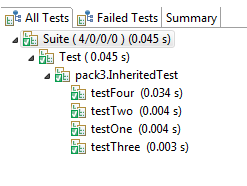 All Tests Failed Tests Summary
Suite ( 4/0/0/0 ) (0.045 s)
Test ( 0.045 s)
pack3.InheritedTest
testFour (0.034 s)
testTwo (0.004 s)
testOne (0.004 s)
testThree (0.003 s)